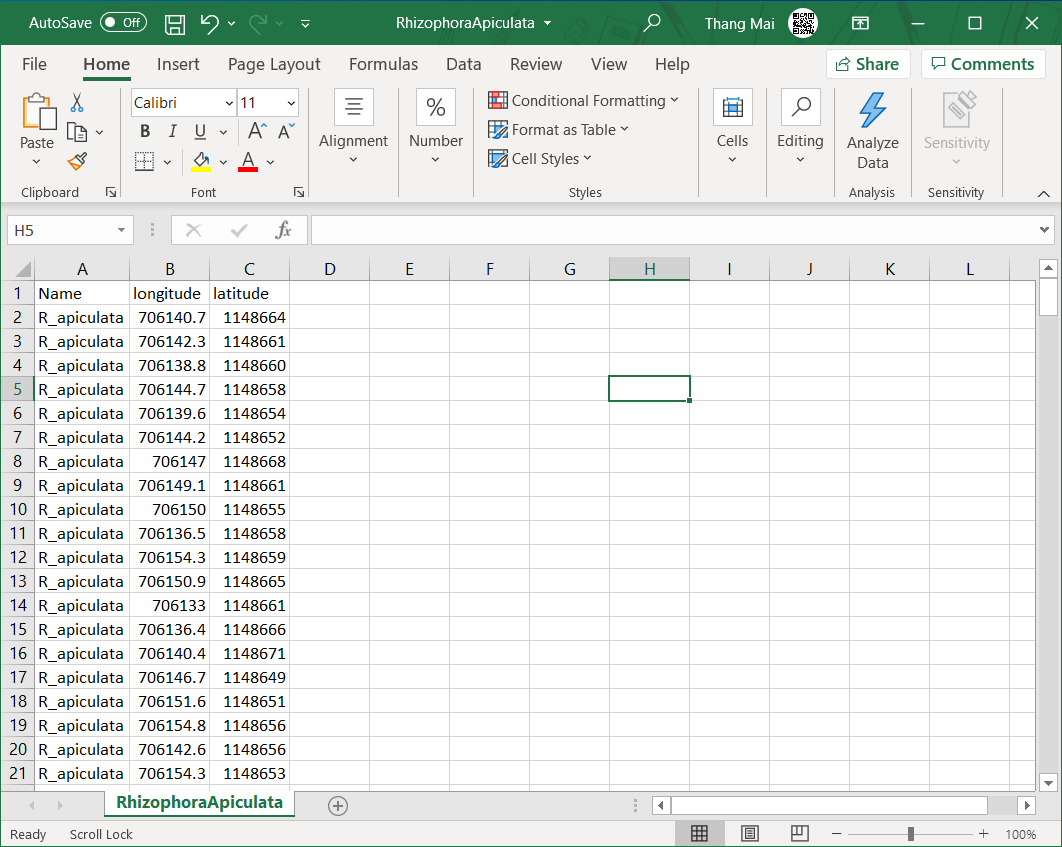 AutoSave Off RhizophoraApiculata Thang Mai
File Home Insert Page Layout Formulas Data Review View Help Share Comments
Calibri 11
B I U A A
A
%
Paste Alignment Number Conditional Formatting Format as Table Cell Styles Cells Editing Analyze Data Sensitivity
Clipboard Font Styles Analysis Sensitivity
H5 fx
A B C D E F G H I J K L
1 Name longitude latitude
2 R_apiculata 706140.7 1148664
3 R_apiculata 706142.3 1148661
4 R_apiculata 706138.8 1148660
5 R_apiculata 706144.7 1148658
6 R_apiculata 706139.6 1148654
7 R_apiculata 706144.2 1148652
8 R_apiculata 706147 1148668
9 R_apiculata 706149.1 1148661
10 R_apiculata 706150 1148655
11 R_apiculata 706136.5 1148658
12 R_apiculata 706154.3 1148659
13 R_apiculata 706150.9 1148665
14 R_apiculata 706133 1148661
15 R_apiculata 706136.4 1148666
16 R_apiculata 706140.4 1148671
17 R_apiculata 706146.7 1148649
18 R_apiculata 706151.6 1148651
19 R_apiculata 706154.8 1148656
20 R_apiculata 706142.6 1148656
21 R_apiculata 706154.3 1148653
RhizophoraApiculata
Ready Scroll Lock 100%